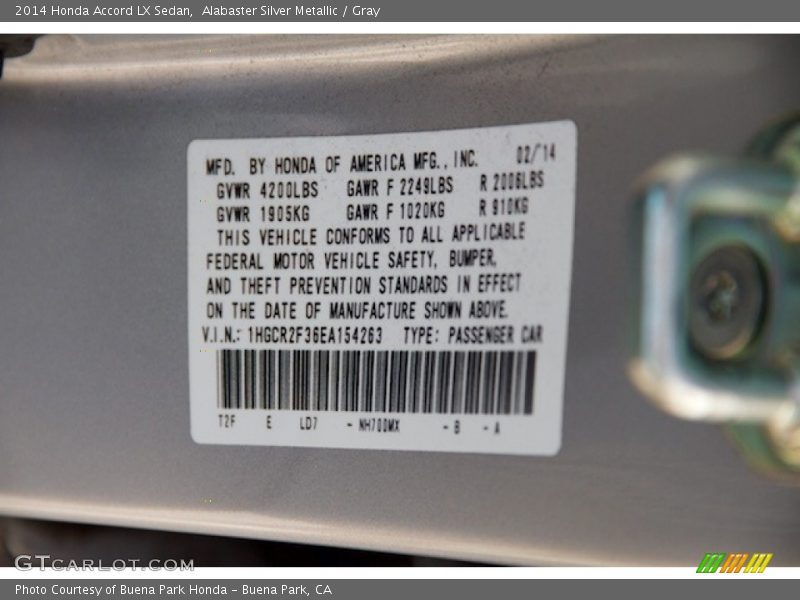 2014 Honda Accord LX Sedan,  Alabaster Silver Metallic / Gray
MFD. BY HONDA OF AMERICA MFG., INC. 02/'14
GVWR 4200LBS GAWR F 2249LBS R 2006LBS
GVWR 1905KG GAWR F 1020KG R 910KG
THIS VEHICLE CONFORMS TO ALL APPLICABLE
FEDERAL MOTOR VEHICLE SAFETY, BUMPER,
AND THEFT PREVENTION STANDARDS IN EFFECT
ON THE DATE OF MANUFACTURE SHOWN ABOVE.
V.I.N.: 1HGCR2F36EA154263 TYPE: PASSENGER CAR
T2F E LD7 - NH700MX - B - A
GTCARLOT.COM
Photo Courtesy of Buena Park Honda – Buena Park, CA